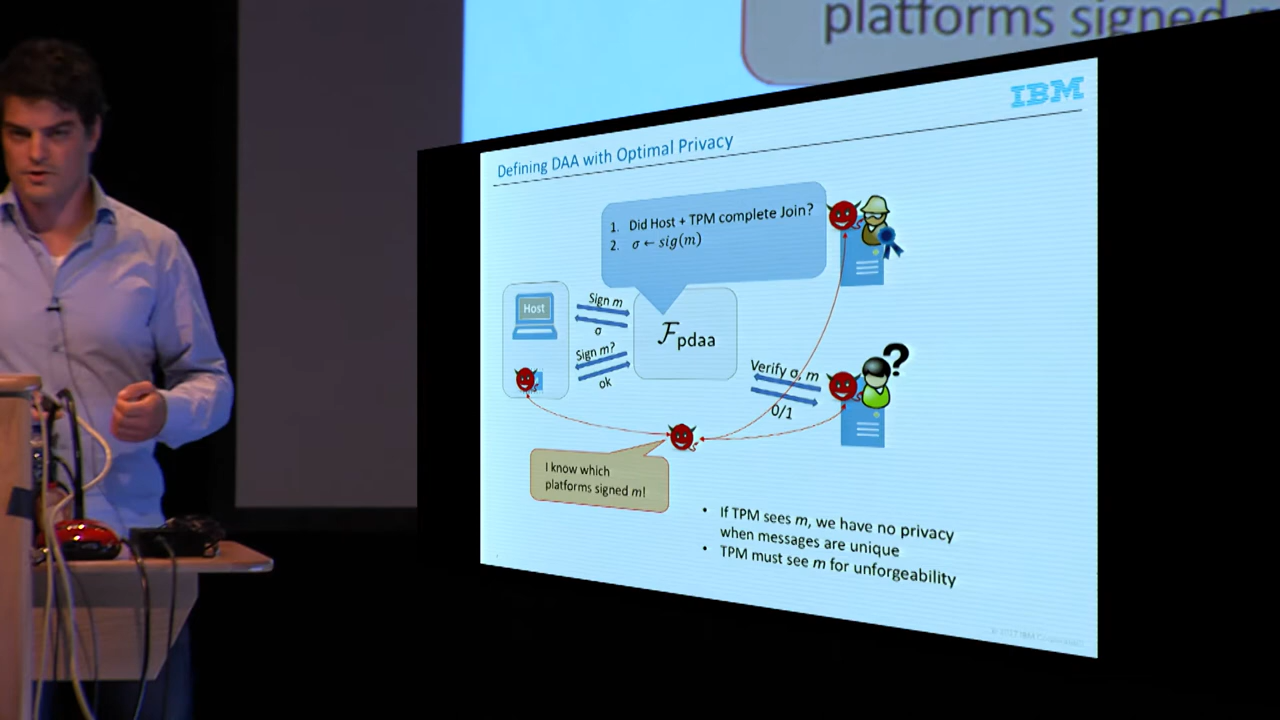 platforms signed
IBM
Defining DAA with Optimal Privacy
1. Did Host + TPM complete Join?
2. σ ← sig(m)
Host
Sign m
σ
Sign m?
ok
ℱpdaa
Verify σ, m
0/1
?
I know which
platforms signed m!
• If TPM sees m, we have no privacy
when messages are unique
• TPM must see m for unforgeability